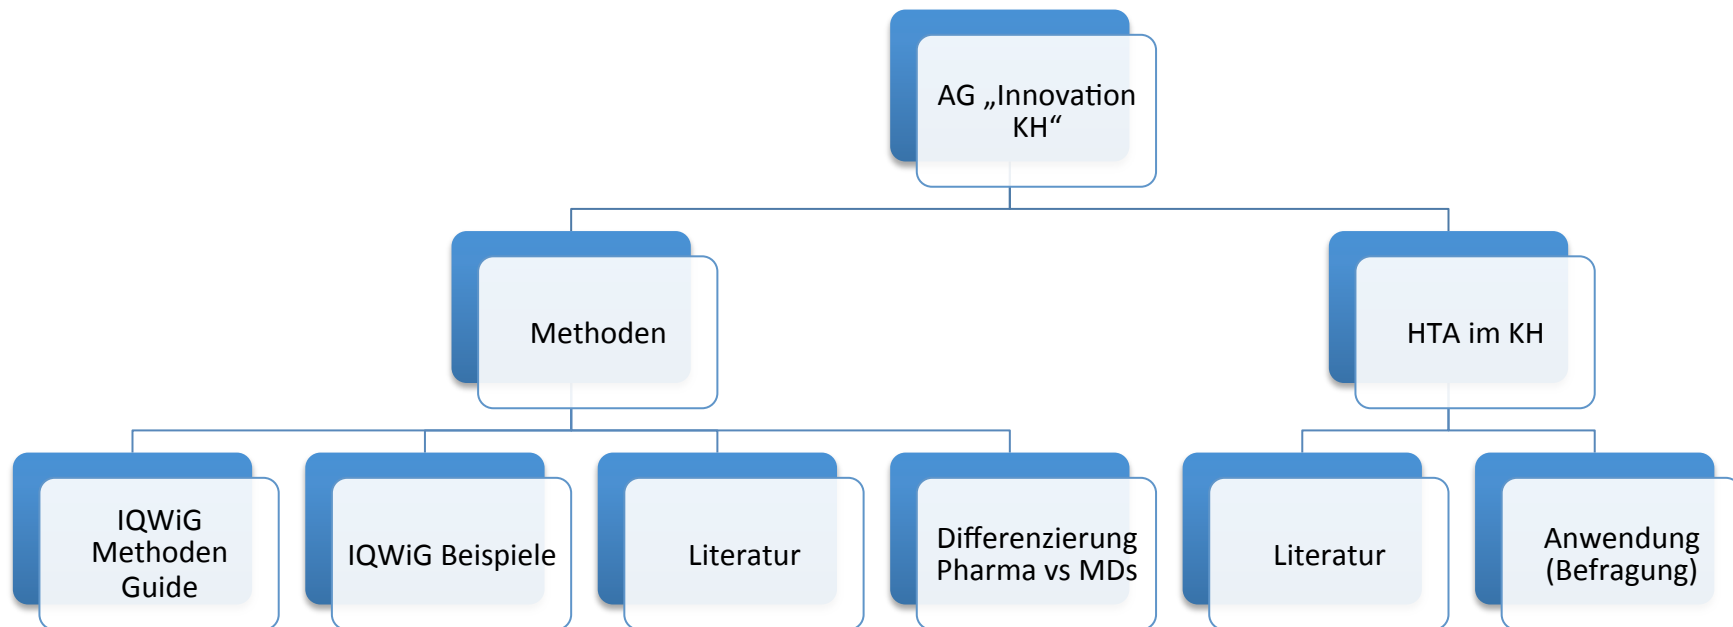 AG „Innovation
KH“
Methoden
HTA im KH
IQWiG
Methoden
Guide
IQWiG Beispiele
Literatur
Differenzierung
Pharma vs MDs
Literatur
Anwendung
(Befragung)